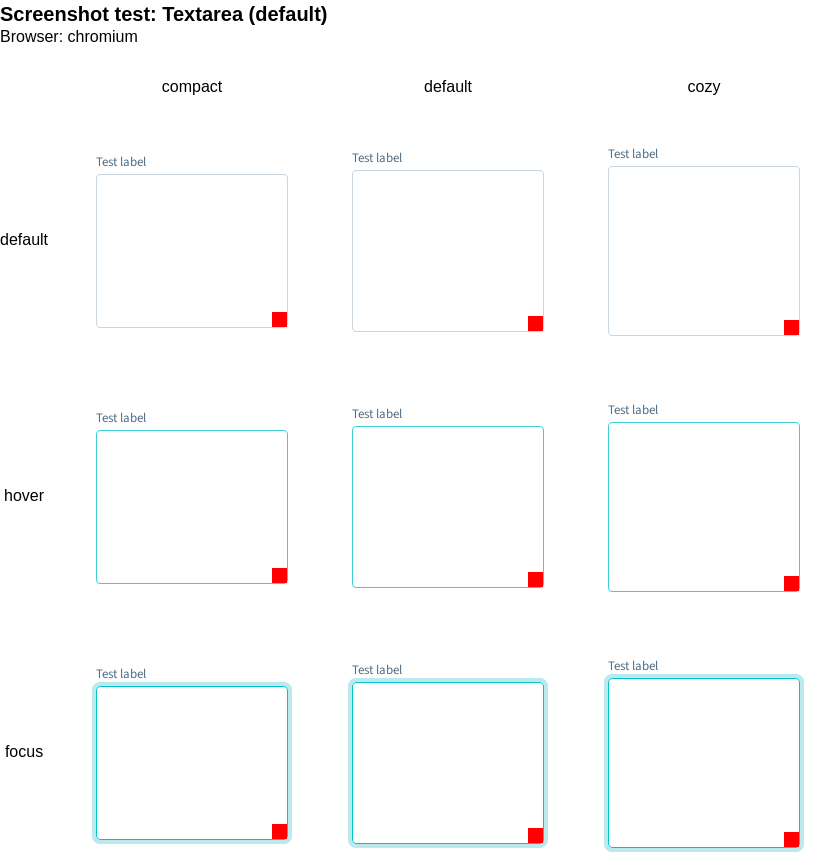 Screenshot test: Textarea (default)
Browser: chromium
compact default cozy
Test label Test label Test label
default
Test label Test label Test label
hover
Test label Test label Test label
focus